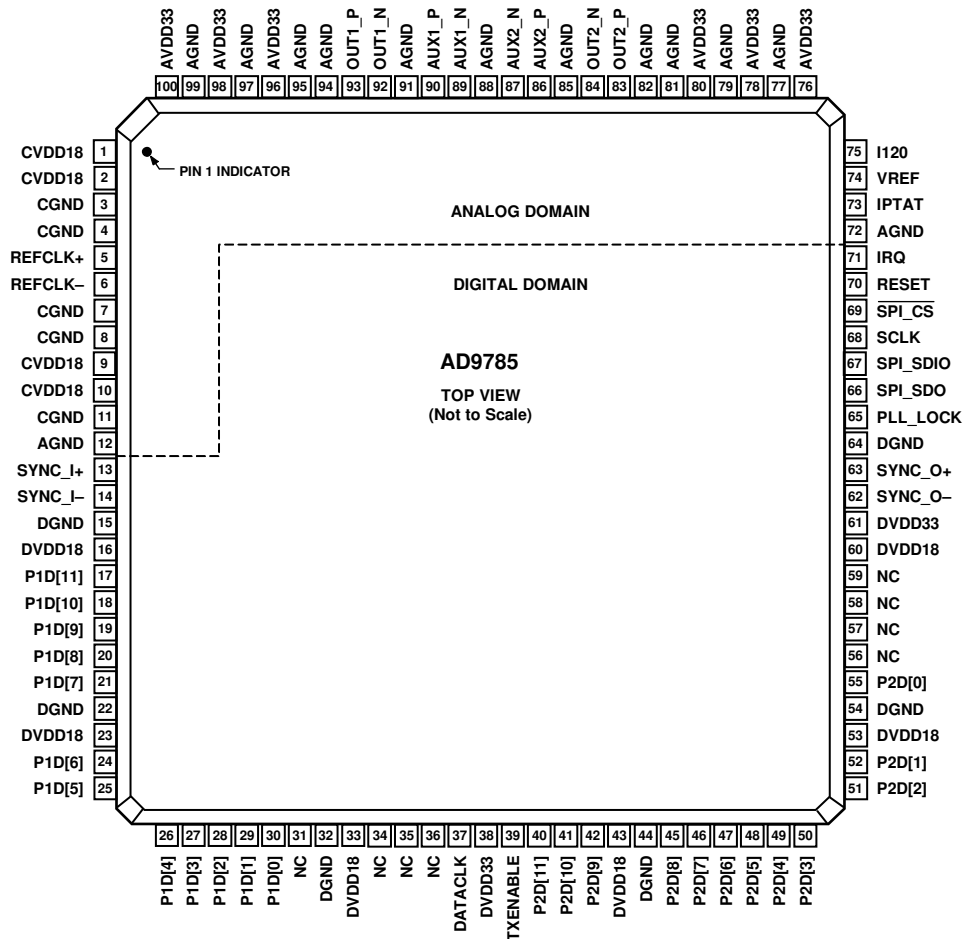 AVDD33 100
AGND 99
AVDD33 98
AGND 97
AVDD33 96
AGND 95
AGND 94
OUT1_P 93
OUT1_N 92
AGND 91
AUX1_P 90
AUX1_N 89
AGND 88
AUX2_N 87
AUX2_P 86
AGND 85
OUT2_N 84
OUT2_P 83
AGND 82
AGND 81
AVDD33 80
AGND 79
AVDD33 78
AGND 77
AVDD33 76
CVDD18 1
CVDD18 2
CGND 3
CGND 4
REFCLK+ 5
REFCLK– 6
CGND 7
CGND 8
CVDD18 9
CVDD18 10
CGND 11
AGND 12
SYNC_I+ 13
SYNC_I– 14
DGND 15
DVDD18 16
P1D[11] 17
P1D[10] 18
P1D[9] 19
P1D[8] 20
P1D[7] 21
DGND 22
DVDD18 23
P1D[6] 24
P1D[5] 25
PIN 1 INDICATOR
ANALOG DOMAIN
DIGITAL DOMAIN
AD9785
TOP VIEW
(Not to Scale)
75 I120
74 VREF
73 IPTAT
72 AGND
71 IRQ
70 RESET
69 SPI_CS
68 SCLK
67 SPI_SDIO
66 SPI_SDO
65 PLL_LOCK
64 DGND
63 SYNC_O+
62 SYNC_O–
61 DVDD33
60 DVDD18
59 NC
58 NC
57 NC
56 NC
55 P2D[0]
54 DGND
53 DVDD18
52 P2D[1]
51 P2D[2]
26 P1D[4]
27 P1D[3]
28 P1D[2]
29 P1D[1]
30 P1D[0]
31 NC
32 DGND
33 DVDD18
34 NC
35 NC
36 NC
37 DATACLK
38 DVDD33
39 TXENABLE
40 P2D[11]
41 P2D[10]
42 P2D[9]
43 DVDD18
44 DGND
45 P2D[8]
46 P2D[7]
47 P2D[6]
48 P2D[5]
49 P2D[4]
50 P2D[3]